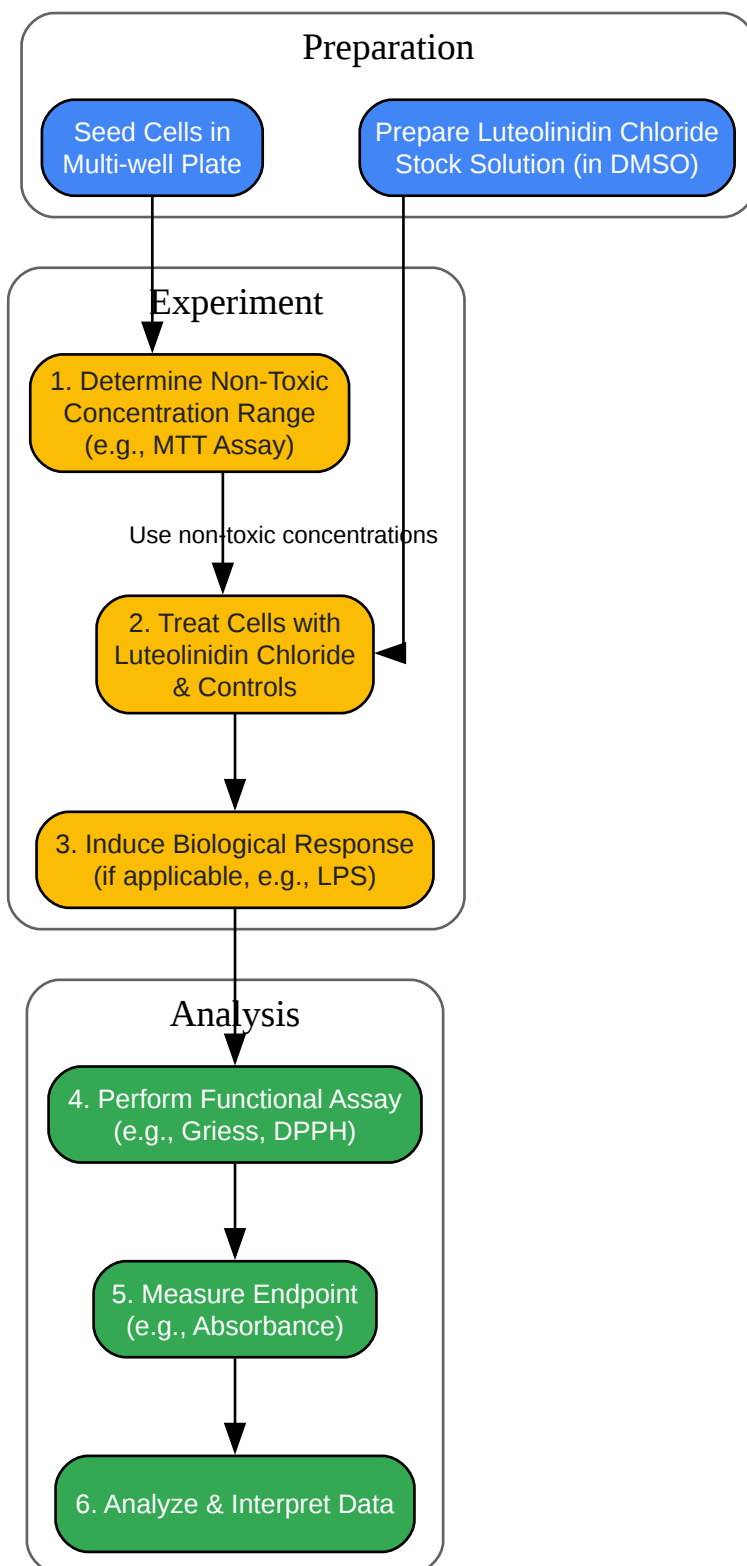 Preparation
Seed Cells in
Multi-well Plate
Prepare Luteolinidin Chloride
Stock Solution (in DMSO)
Experiment
1. Determine Non-Toxic
Concentration Range
(e.g., MTT Assay)
Use non-toxic concentrations
2. Treat Cells with
Luteolinidin Chloride
& Controls
3. Induce Biological Response
(if applicable, e.g., LPS)
Analysis
4. Perform Functional Assay
(e.g., Griess, DPPH)
5. Measure Endpoint
(e.g., Absorbance)
6. Analyze & Interpret Data